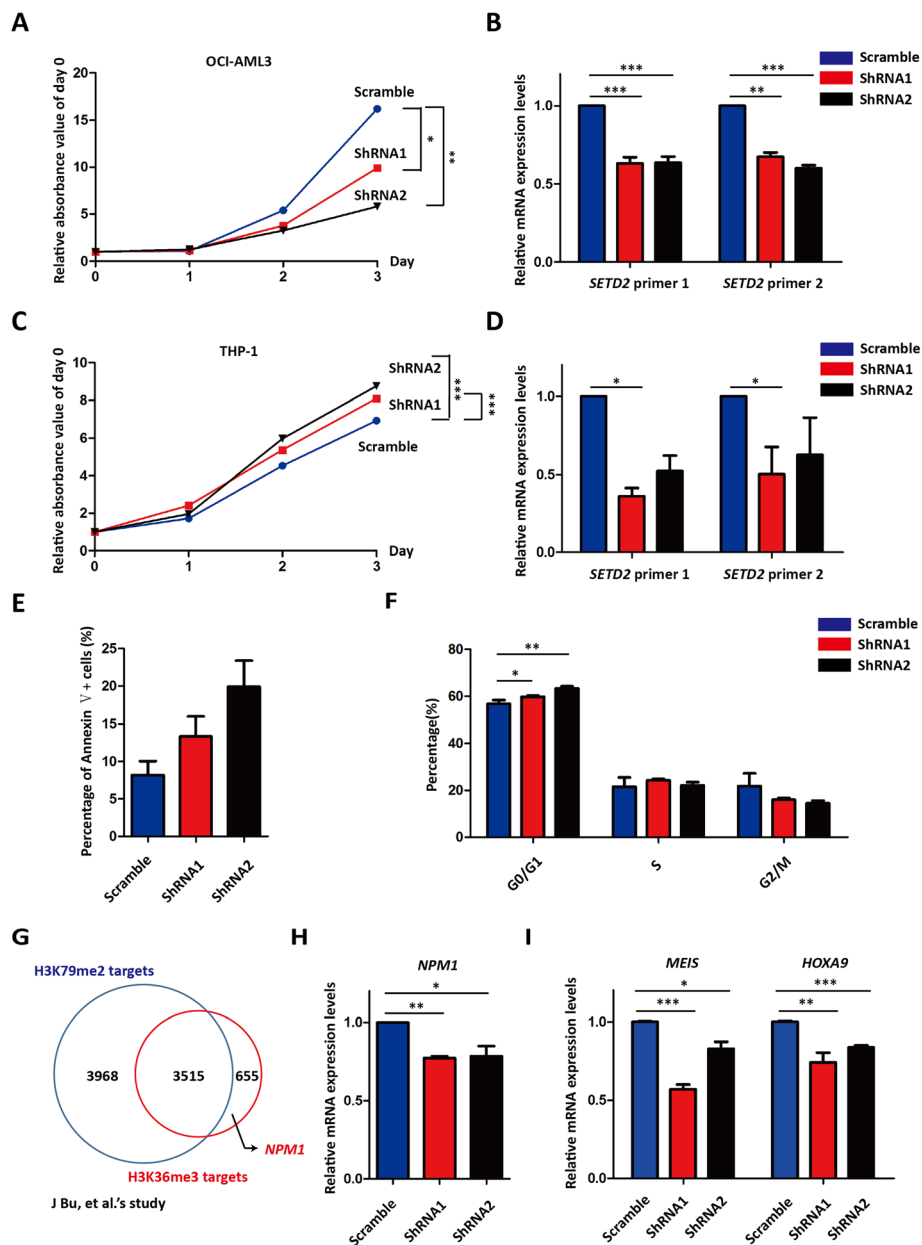 A
OCI-AML3
Relative absorbance value of day 0
20
15
10
5
0
0 1 2 3
Day
Scramble
ShRNA1
ShRNA2
*
**
B
Scramble
ShRNA1
ShRNA2
Relative mRNA expression levels
1.0
0.5
0.0
***
***
***
**
SETD2 primer 1
SETD2 primer 2
C
THP-1
Relative absorbance value of day 0
10
8
6
4
2
0
0 1 2 3
Day
ShRNA2
ShRNA1
Scramble
***
***
D
Scramble
ShRNA1
ShRNA2
Relative mRNA expression levels
1.0
0.5
0.0
*
*
SETD2 primer 1
SETD2 primer 2
E
Percentage of Annexin V + cells (%)
25
20
15
10
5
0
Scramble
ShRNA1
ShRNA2
F
Scramble
ShRNA1
ShRNA2
Percentage(%)
80
60
40
20
0
**
*
G0/G1
S
G2/M
G
H3K79me2 targets
3968
3515
655
NPM1
H3K36me3 targets
J Bu, et al.'s study
H
NPM1
Relative mRNA expression levels
1.0
0.5
0.0
*
**
Scramble
ShRNA1
ShRNA2
I
MEIS
HOXA9
Relative mRNA expression levels
1.0
0.5
0.0
*
***
***
**
Scramble
ShRNA1
ShRNA2
Scramble
ShRNA1
ShRNA2